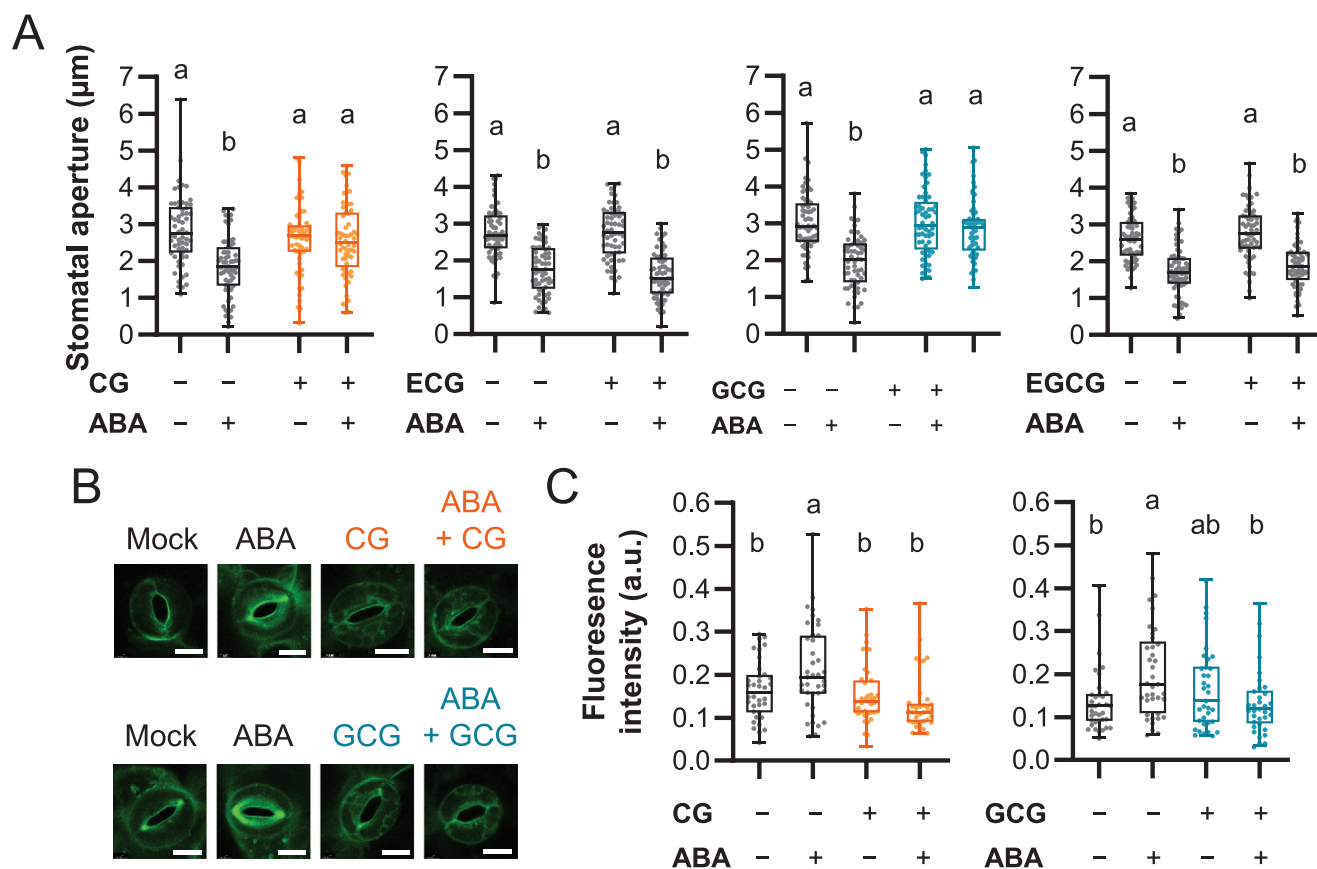 A
Stomatal aperture (µm)
7 6 5 4 3 2 1 0
a b a a
CG – – + +
ABA – + – +
7 6 5 4 3 2 1 0
a b a b
ECG – – + +
ABA – + – +
7 6 5 4 3 2 1 0
a b a a
GCG – – + +
ABA – + – +
7 6 5 4 3 2 1 0
a b a b
EGCG – – + +
ABA – + – +
B
Mock ABA CG ABA
+ CG
Mock ABA GCG ABA
+ GCG
C
Fluoresence
intensity (a.u.)
0.6 0.5 0.4 0.3 0.2 0.1 0.0
b a b b
CG – – + +
ABA – + – +
0.6 0.5 0.4 0.3 0.2 0.1 0.0
b a ab b
GCG – – + +
ABA – + – +